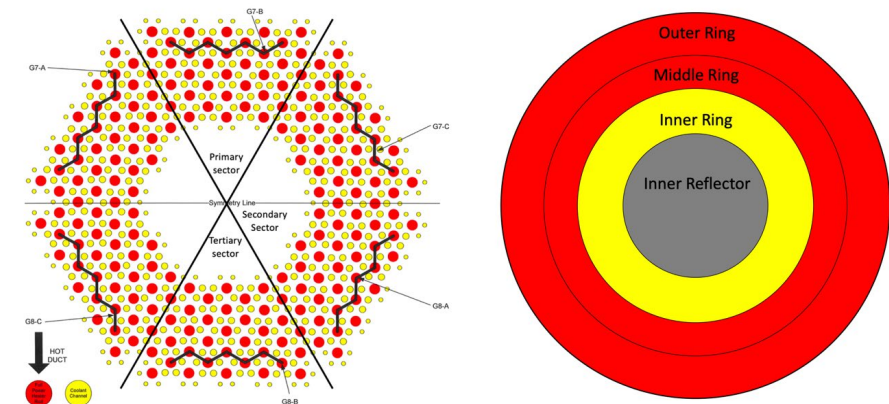 G7-B
Outer Ring
G7-A
Middle Ring
Inner Ring
G7-C
Primary
sector
Inner Reflector
Symmetry Line
Secondary
Sector
Tertiary
sector
G8-A
G8-C
HOT
DUCT
Coolant
Channel
G8-B